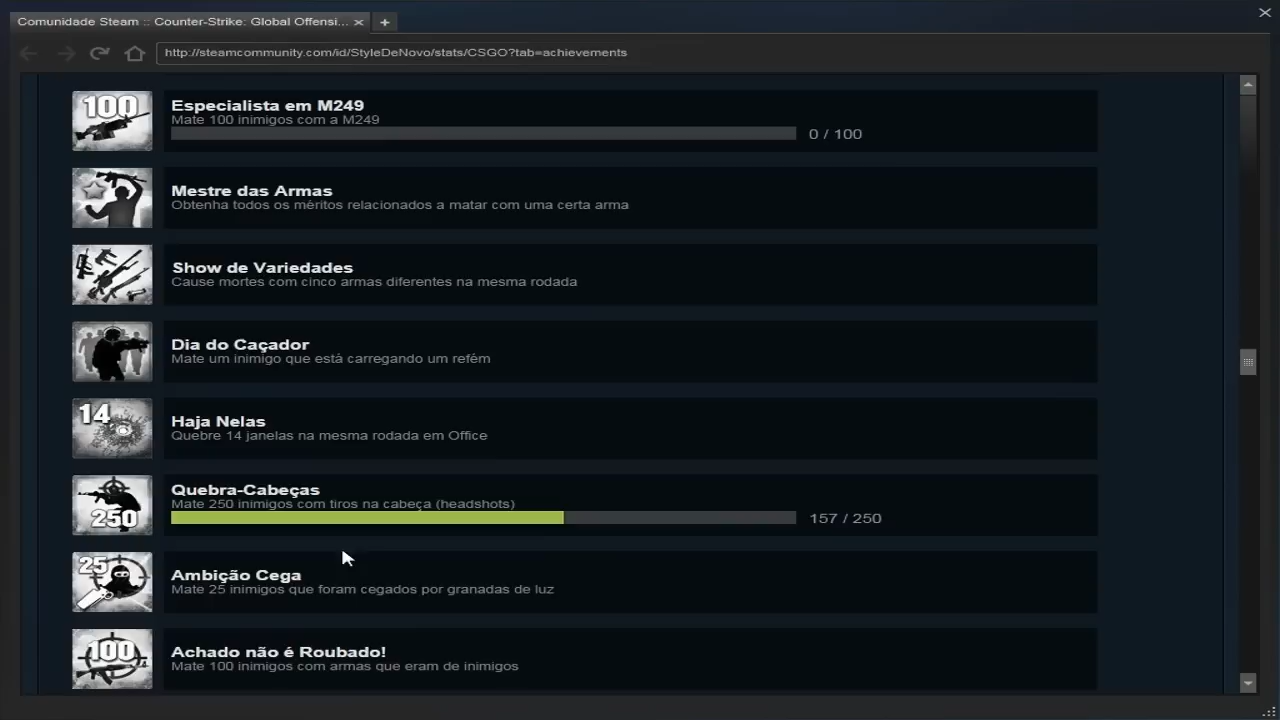 Comunidade Steam :: Counter-Strike: Global Offensi...
http://steamcommunity.com/id/StyleDeNovo/stats/CSGO?tab=achievements
100
Especialista em M249
Mate 100 inimigos com a M249
0 / 100
Mestre das Armas
Obtenha todos os méritos relacionados a matar com uma certa arma
Show de Variedades
Cause mortes com cinco armas diferentes na mesma rodada
Dia do Caçador
Mate um inimigo que está carregando um refém
14
Haja Nelas
Quebre 14 janelas na mesma rodada em Office
250
Quebra-Cabeças
Mate 250 inimigos com tiros na cabeça (headshots)
157 / 250
25
Ambição Cega
Mate 25 inimigos que foram cegados por granadas de luz
100
Achado não é Roubado!
Mate 100 inimigos com armas que eram de inimigos